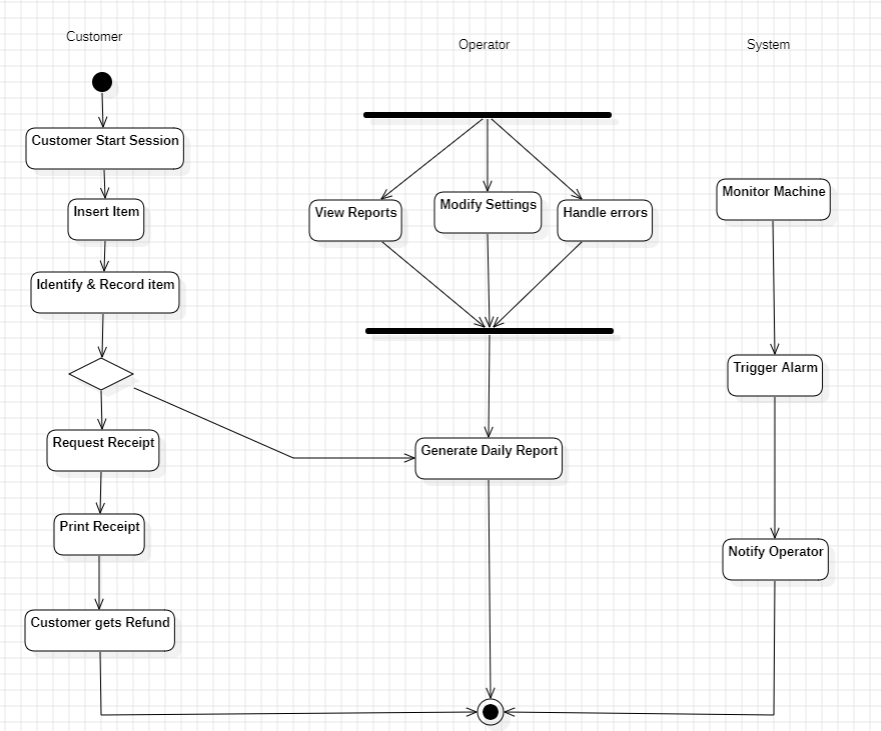 Customer
Operator
System
Customer Start Session
Insert Item
Identify & Record item
Request Receipt
Print Receipt
Customer gets Refund
View Reports
Modify Settings
Handle errors
Generate Daily Report
Monitor Machine
Trigger Alarm
Notify Operator